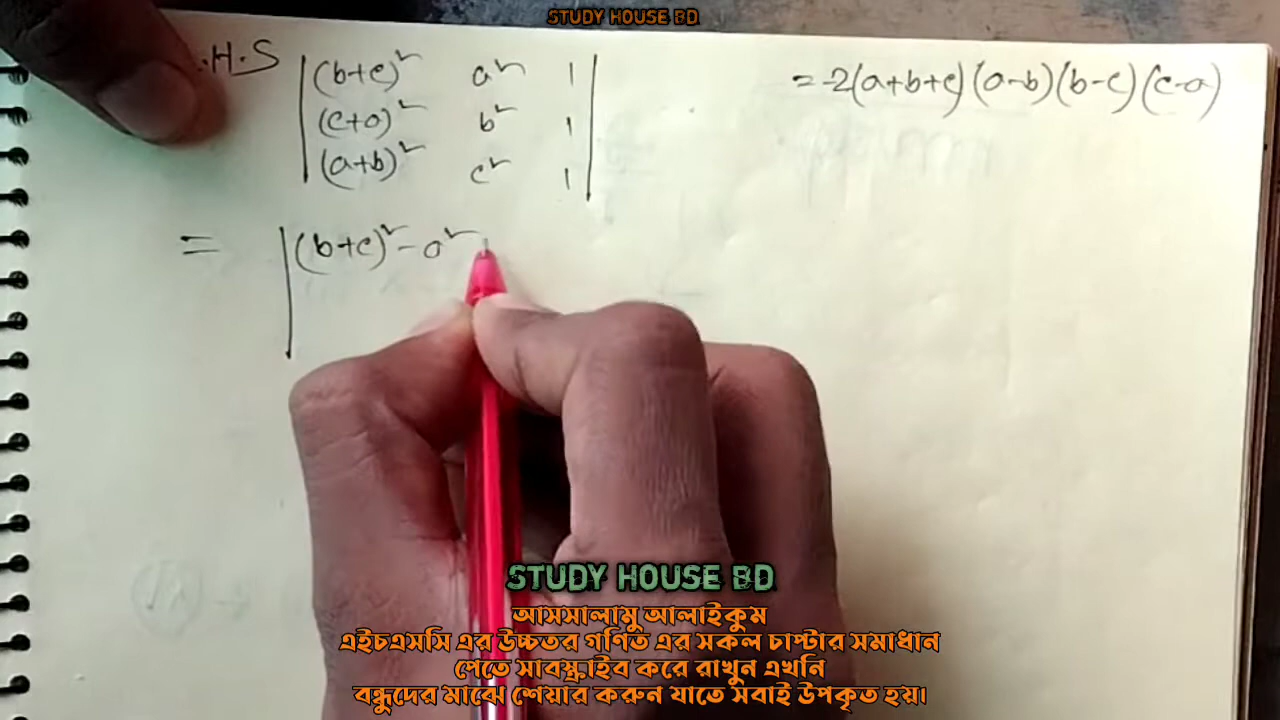 STUDY HOUSE BD
.H.S | (b+c)² a² 1 | = -2(a+b+c)(a-b)(b-c)(c-a)
| (c+a)² b² 1 |
| (a+b)² c² 1 |
= | (b+c)² - a²
STUDY HOUSE BD
আসসালামু আলাইকুম
এইচএসসি এর উচ্চতর গণিত এর সকল চাপ্টার সমাধান
পেতে সাবস্ক্রাইব করে রাখুন এখনি
বন্ধুদের মাঝে শেয়ার করুন যাতে সবাই উপকৃত হয়।